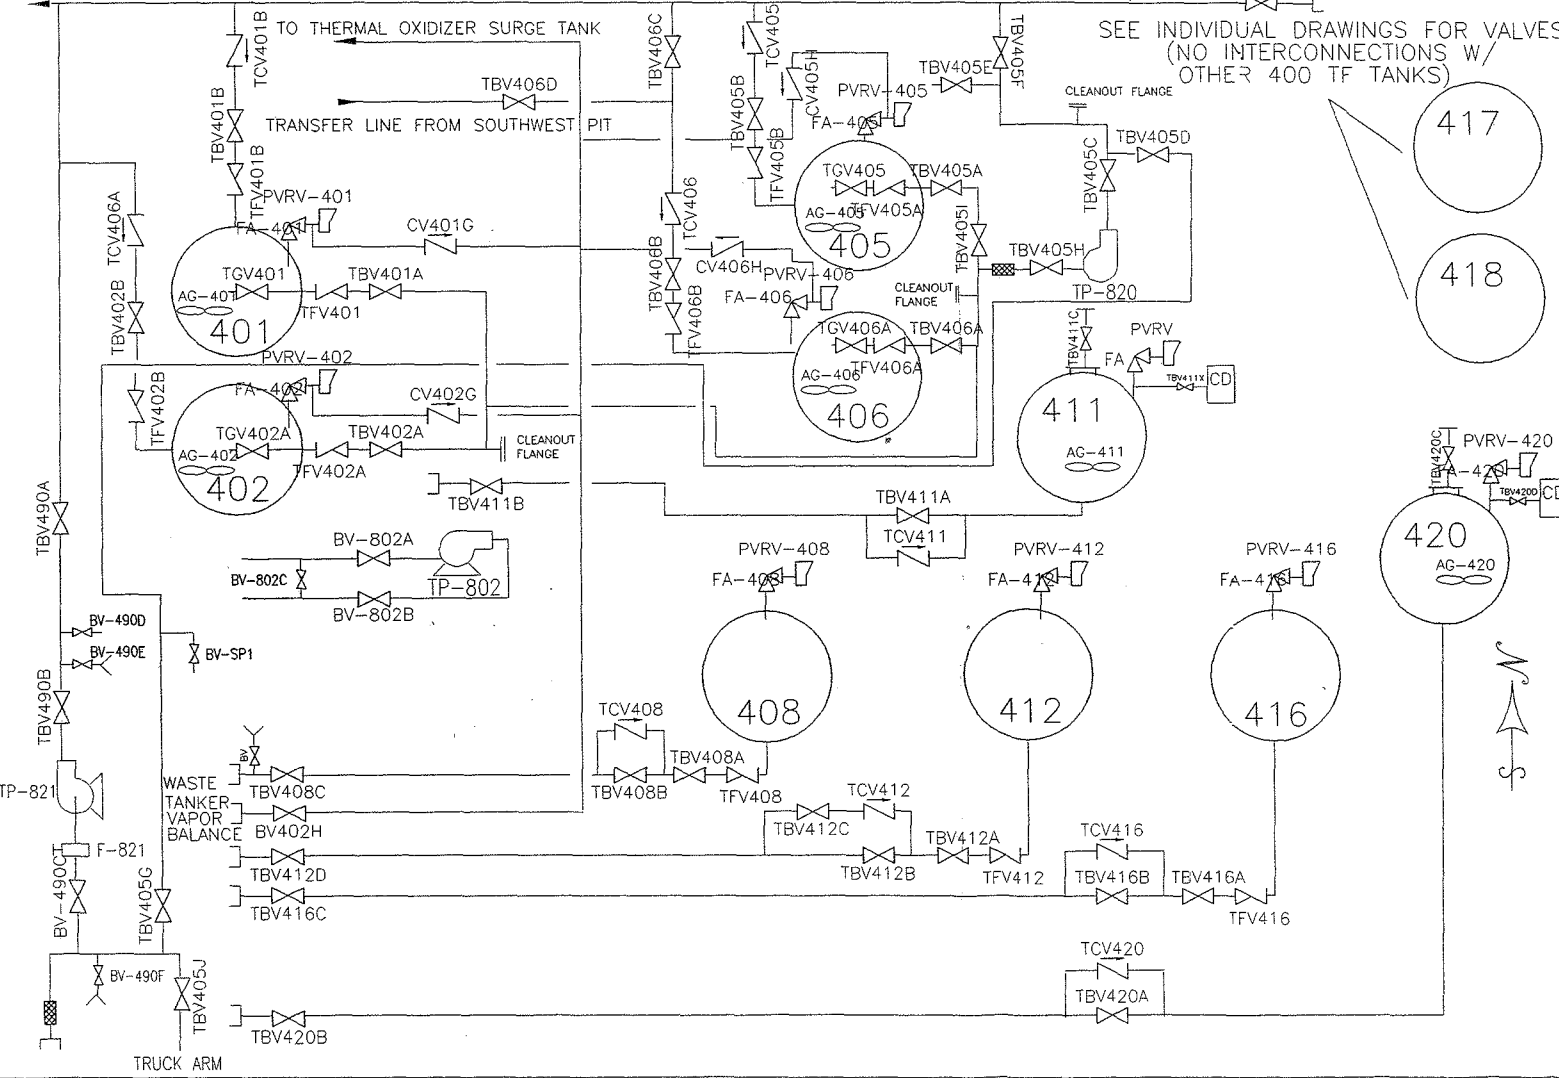 TO THERMAL OXIDIZER SURGE TANK
SEE INDIVIDUAL DRAWINGS FOR VALVES
(NO INTERCONNECTIONS W/
OTHER 400 TF TANKS)
TCV401B
TBV406C
TCV405
TBV405F
CV405H
TBV405E
CLEANOUT FLANGE
TBV406D
PVRV-405
FA-405
417
TRANSFER LINE FROM SOUTHWEST PIT
TBV401B
TBV405B
TBV405D
TBV405C
TFV401B
TFV405B
TGV405
TBV405A
TFV405A
AG-405
405
TCV406A
PVRV-401
FA-401
CV401G
TCV406
TBV405I
TBV405H
TP-820
418
CV406H
PVRV-406
FA-406
TBV406B
TGV401
TBV401A
AG-401
TFV401
401
CLEANOUT
FLANGE
TBV402B
TFV406B
TGV406A
TBV406A
TFV406A
AG-406
406
TBV411C
PVRV
FA
TBV411X
CD
411
AG-411
PVRV-402
FA-402
CV402G
TFV402B
TGV402A
TBV402A
AG-402
TFV402A
402
CLEANOUT
FLANGE
TBV420C
PVRV-420
FA-420
TBV420D
CD
420
AG-420
TBV490A
TBV411B
TBV411A
TCV411
BV-802A
BV-802C
TP-802
BV-802B
PVRV-408
FA-408
PVRV-412
FA-412
PVRV-416
FA-416
BV-490D
BV-490E
BV-SP1
N
TBV490B
408
412
416
TCV408
BV
TBV408A
S
TP-821
WASTE
TANKER
VAPOR
BALANCE
TBV408C
TBV408B
TFV408
BV402H
TCV412
TBV412C
TBV412A
TCV416
F-821
TBV412D
TBV412B
TFV412
TBV416B
TBV416A
BV-490C
TBV405G
TBV416C
TFV416
TCV420
BV-490F
TBV405J
TBV420A
TBV420B
TRUCK ARM